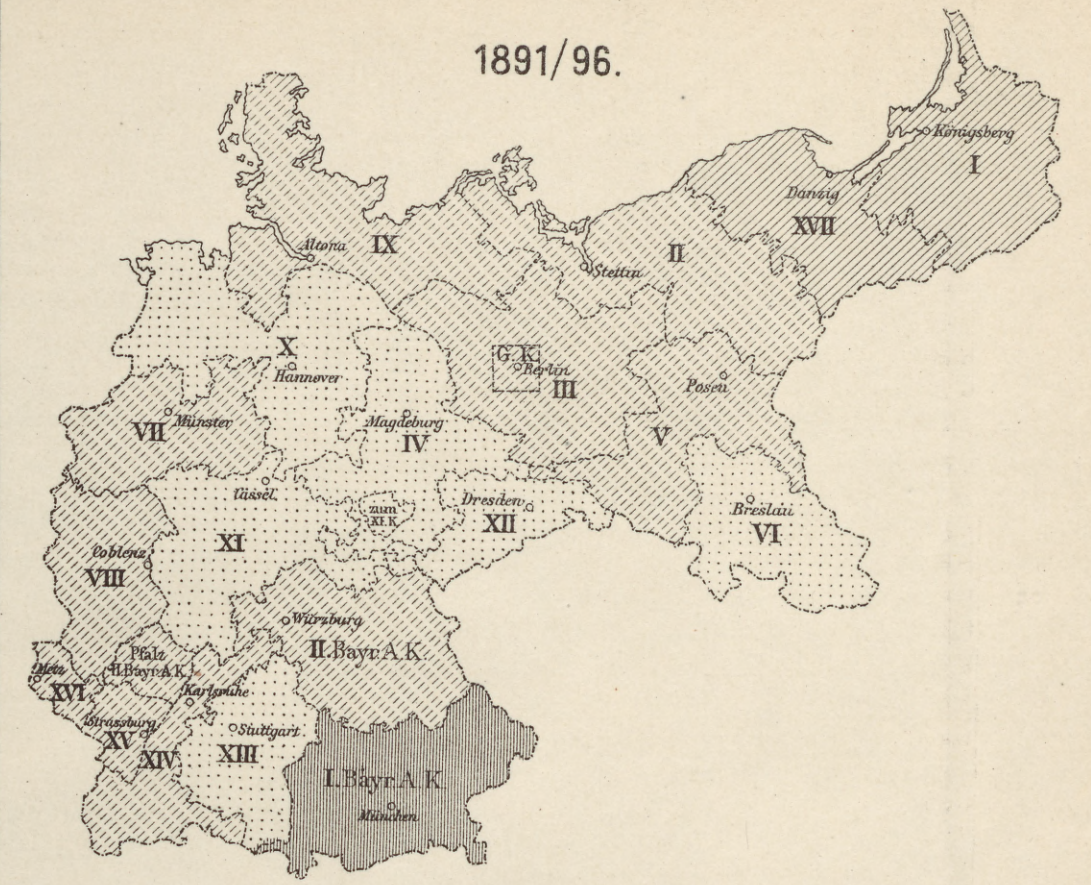 1891/96.
Königsberg
I
Danzig
XVII
Altona
IX
II
Stettin
X
Hannover
G. K.
Berlin
III
Posen
VII
Münster
Magdeburg
IV
V
Cassel
zum
XI.K.
Dresden
XII
Breslau
VI
XI
Coblenz
VIII
Würzburg
II.Bayr.A.K.
Pfalz
II.Bayr.A.K.
Metz
XVI
Karlsruhe
Strassburg
XV
XIV
Stuttgart
XIII
I.Bayr.A.K.
München